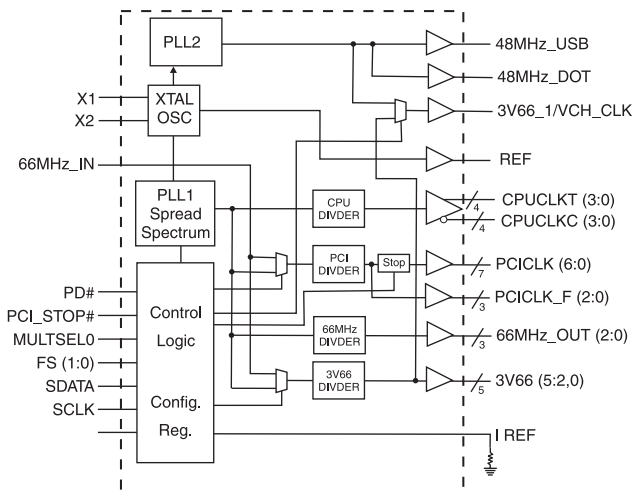 PLL2
48MHz_USB
48MHz_DOT
X1
X2
XTAL
OSC
3V66_1/VCH_CLK
66MHz_IN
REF
PLL1
Spread
Spectrum
CPU
DIVDER
4
CPUCLKT (3:0)
4
CPUCLKC (3:0)
PCI
DIVDER
Stop
7
PCICLK (6:0)
PD#
PCI_STOP#
MULTSEL0
FS (1:0)
SDATA
SCLK
Control
Logic
Config.
Reg.
3
PCICLK_F (2:0)
66MHz
DIVDER
3
66MHz_OUT (2:0)
3V66
DIVDER
5
3V66 (5:2,0)
I REF